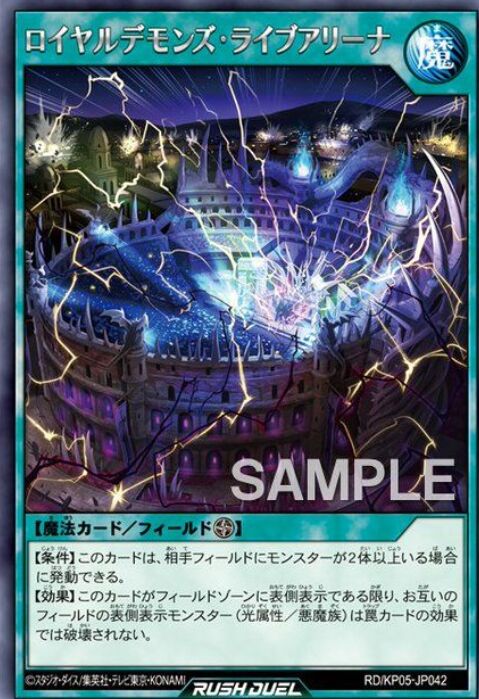 ロイヤルデモンズ・ライブアリーナ
魔
SAMPLE
【魔法カード／フィールド】
【条件】このカードは、相手フィールドにモンスターが2体以上いる場合
に発動できる。
【効果】このカードがフィールドゾーンに表側表示である限り、お互いの
フィールドの表側表示モンスター（光属性／悪魔族）は罠カードの効果
では破壊されない。
©スタジオ・ダイス/集英社・テレビ東京・KONAMI
RUSH DUEL
RD/KP05-JP042